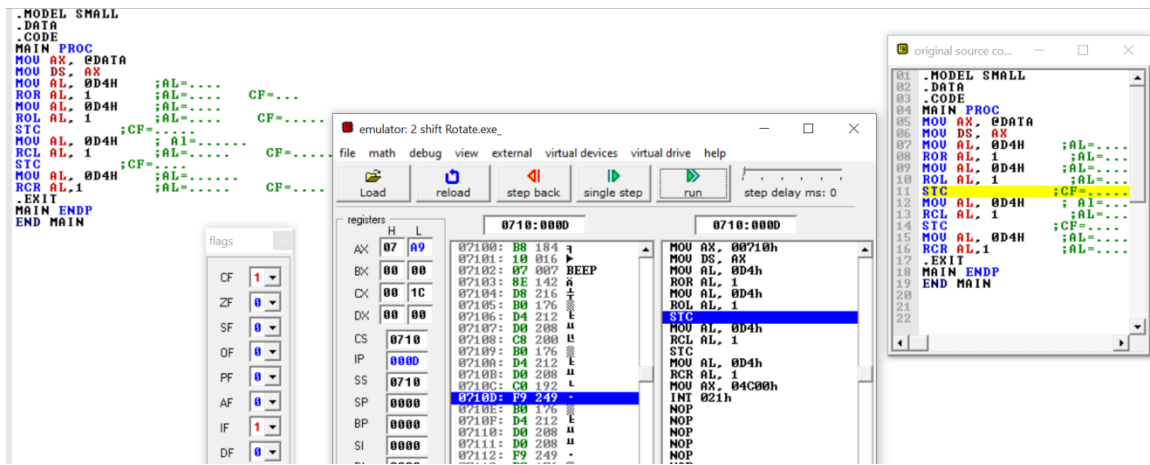 .MODEL SMALL
.DATA
.CODE
MAIN PROC
MOV AX, @DATA
MOV DS, AX
MOV AL, 0D4H ;AL=....
ROR AL, 1 ;AL=..... CF=...
MOV AL, 0D4H ;AL=....
ROL AL, 1 ;AL=..... CF=....
STC ;CF=.....
MOV AL, 0D4H ; Al=......
RCL AL, 1 ;AL=..... CF=.....
STC ;CF=....
MOV AL, 0D4H ;AL=......
RCR AL,1 ;AL=..... CF=....
.EXIT
MAIN ENDP
END MAIN
flags
CF 1
ZF 0
SF 0
OF 0
PF 0
AF 0
IF 1
DF 0
emulator: 2 shift Rotate.exe_
file math debug view external virtual devices virtual drive help
Load reload step back single step run step delay ms: 0
registers
H L
AX 07 A9
BX 00 00
CX 00 1C
DX 00 00
CS 0710
IP 000D
SS 0710
SP 0000
BP 0000
SI 0000
0710:000D
07100: B8 184
07101: 10 016
07102: 07 007 BEEP
07103: 8E 142
07104: D8 216
07105: B0 176
07106: D4 212
07107: D0 208
07108: C8 200
07109: B0 176
0710A: D4 212
0710B: D0 208
0710C: C0 192
0710D: F9 249
0710E: B0 176
0710F: D4 212
07110: D0 208
07111: D0 208
07112: F9 249
0710:000D
MOV AX, 00710h
MOV DS, AX
MOV AL, 0D4h
ROR AL, 1
MOV AL, 0D4h
ROL AL, 1
STC
MOV AL, 0D4h
RCL AL, 1
STC
MOV AL, 0D4h
RCR AL, 1
MOV AX, 04C00h
INT 021h
NOP
NOP
NOP
NOP
NOP
original source co...
01 .MODEL SMALL
02 .DATA
03 .CODE
04 MAIN PROC
05 MOV AX, @DATA
06 MOV DS, AX
07 MOV AL, 0D4H ;AL=....
08 ROR AL, 1 ;AL=....
09 MOV AL, 0D4H ;AL=....
10 ROL AL, 1 ;AL=....
11 STC ;CF=.....
12 MOV AL, 0D4H ; Al=...
13 RCL AL, 1 ;AL=...
14 STC ;CF=....
15 MOV AL, 0D4H ;AL=....
16 RCR AL,1 ;AL=....
17 .EXIT
18 MAIN ENDP
19 END MAIN
20
21
22